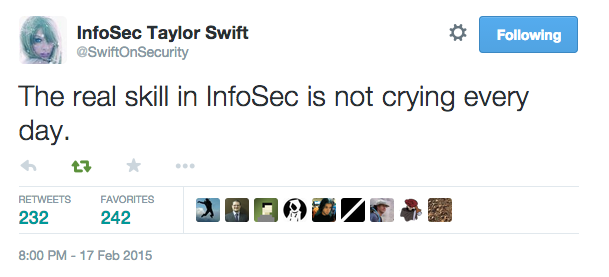 InfoSec Taylor Swift
@SwiftOnSecurity
Following
The real skill in InfoSec is not crying every
day.
RETWEETS FAVORITES
232 242
8:00 PM - 17 Feb 2015